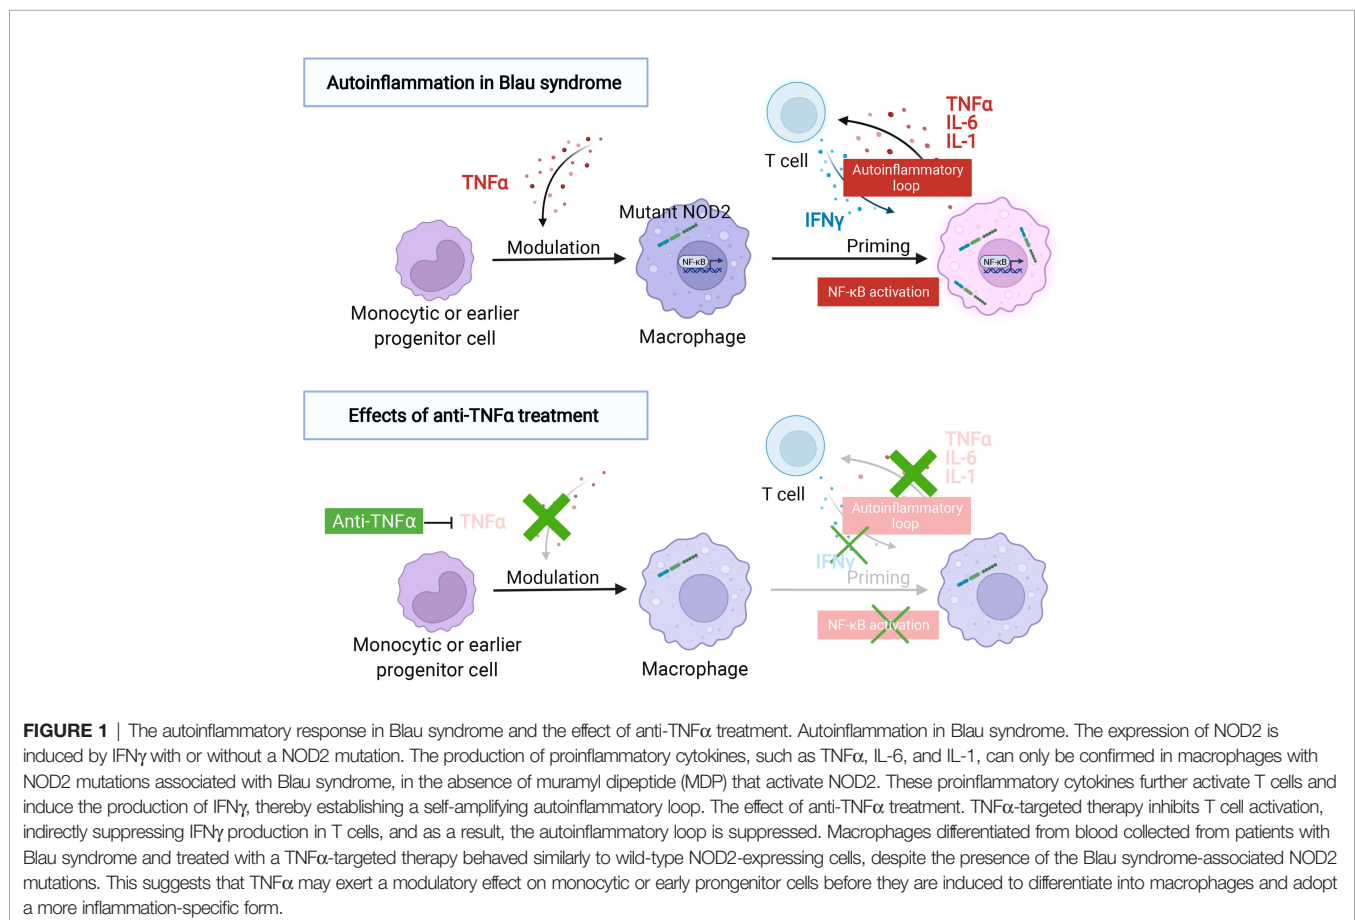 Autoinflammation in Blau syndrome
TNFα
IL-6
IL-1
T cell
Autoinflammatory
loop
TNFα
Mutant NOD2
IFNγ
Modulation
Priming
NF-κB
NF-κB
NF-κB activation
Monocytic or earlier
progenitor cell
Macrophage
Effects of anti-TNFα treatment
TNFα
IL-6
IL-1
T cell
Autoinflammatory
loop
Anti-TNFα
TNFα
IFNγ
Modulation
Priming
NF-κB activation
Monocytic or earlier
progenitor cell
Macrophage
FIGURE 1 | The autoinflammatory response in Blau syndrome and the effect of anti-TNFα treatment. Autoinflammation in Blau syndrome. The expression of NOD2 is
induced by IFNγ with or without a NOD2 mutation. The production of proinflammatory cytokines, such as TNFα, IL-6, and IL-1, can only be confirmed in macrophages with
NOD2 mutations associated with Blau syndrome, in the absence of muramyl dipeptide (MDP) that activate NOD2. These proinflammatory cytokines further activate T cells and
induce the production of IFNγ, thereby establishing a self-amplifying autoinflammatory loop. The effect of anti-TNFα treatment. TNFα-targeted therapy inhibits T cell activation,
indirectly suppressing IFNγ production in T cells, and as a result, the autoinflammatory loop is suppressed. Macrophages differentiated from blood collected from patients with
Blau syndrome and treated with a TNFα-targeted therapy behaved similarly to wild-type NOD2-expressing cells, despite the presence of the Blau syndrome-associated NOD2
mutations. This suggests that TNFα may exert a modulatory effect on monocytic or early prongenitor cells before they are induced to differentiate into macrophages and adopt
a more inflammation-specific form.